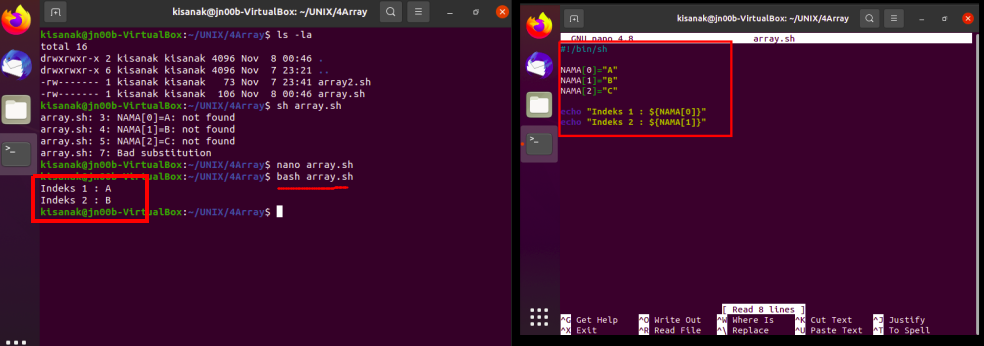 kisanak@jn00b-VirtualBox: ~/UNIX/4Array
kisanak@jn00b-VirtualBox:~/UNIX/4Array$ ls -la
total 16
drwxrwxr-x 2 kisanak kisanak 4096 Nov  8 00:46 .
drwxrwxr-x 6 kisanak kisanak 4096 Nov  7 23:21 ..
-rw------- 1 kisanak kisanak   73 Nov  7 23:41 array2.sh
-rw------- 1 kisanak kisanak  106 Nov  8 00:46 array.sh
kisanak@jn00b-VirtualBox:~/UNIX/4Array$ sh array.sh
array.sh: 3: NAMA[0]=A: not found
array.sh: 4: NAMA[1]=B: not found
array.sh: 5: NAMA[2]=C: not found
array.sh: 7: Bad substitution
kisanak@jn00b-VirtualBox:~/UNIX/4Array$ nano array.sh
kisanak@jn00b-VirtualBox:~/UNIX/4Array$ bash array.sh
Indeks 1 : A
Indeks 2 : B
kisanak@jn00b-VirtualBox:~/UNIX/4Array$
kisanak@jn00b-VirtualBox: ~/UNIX/4Array
GNU nano 4.8 array.sh
#!/bin/sh
NAMA[0]="A"
NAMA[1]="B"
NAMA[2]="C"
echo "Indeks 1 : ${NAMA[0]}"
echo "Indeks 2 : ${NAMA[1]}"
[ Read 8 lines ]
^G Get Help ^O Write Out ^W Where Is ^K Cut Text ^J Justify
^X Exit ^R Read File ^\ Replace ^U Paste Text ^T To Spell